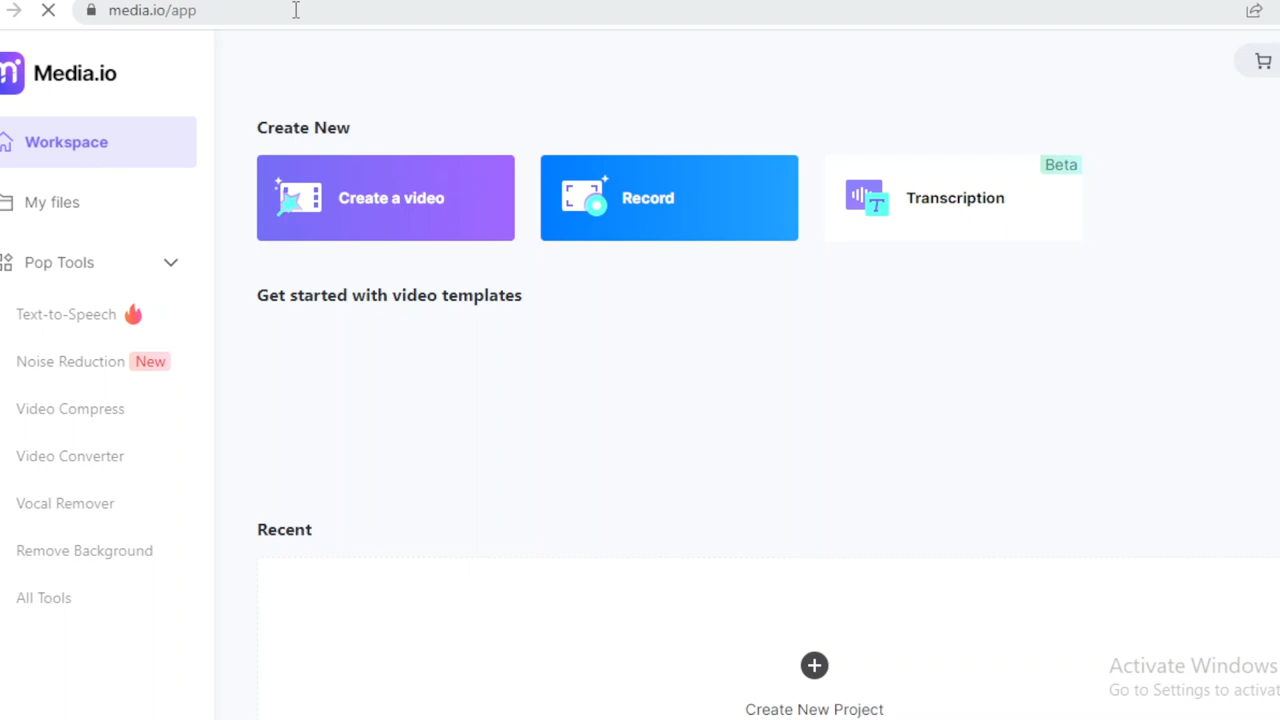 media.io/app
Media.io
Workspace
My files
Pop Tools
Text-to-Speech
Noise Reduction New
Video Compress
Video Converter
Vocal Remover
Remove Background
All Tools
Create New
Create a video
Record
Beta
Transcription
Get started with video templates
Recent
Create New Project
Activate Windows
Go to Settings to activat